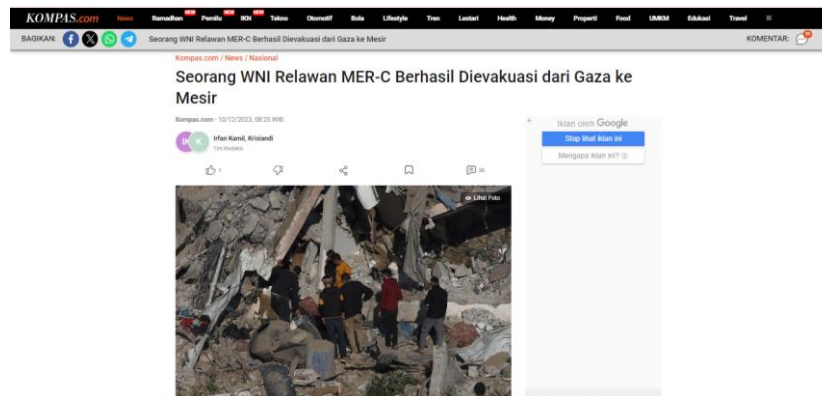 KOMPAS.com News Ramadhan NEW Pemilu NEW IKN NEW Tekno Otomotif Bola Lifestyle Tren Lestari Health Money Properti Food UMKM Edukasi Travel
BAGIKAN: Seorang WNI Relawan MER-C Berhasil Dievakuasi dari Gaza ke Mesir KOMENTAR:
Kompas.com / News / Nasional
Seorang WNI Relawan MER-C Berhasil Dievakuasi dari Gaza ke
Mesir
Kompas.com - 10/12/2023, 08:25 WIB
IK K Irfan Kamil, Krisiandi
Tim Redaksi
1
Lihat Foto
Iklan oleh Google
Stop lihat iklan ini
Mengapa iklan ini?